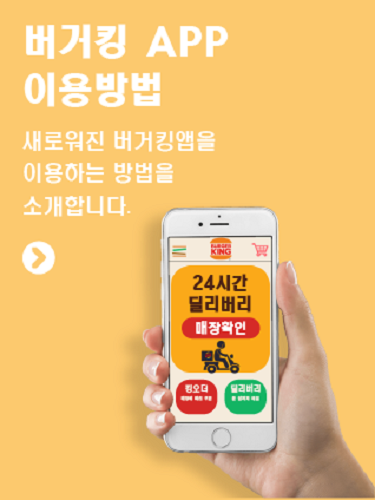 버거킹 APP
이용방법
새로워진 버거킹앱을
이용하는 방법을
소개합니다.
BURGER
KING
24시간
딜리버리
매장확인
킹오더
딜리버리